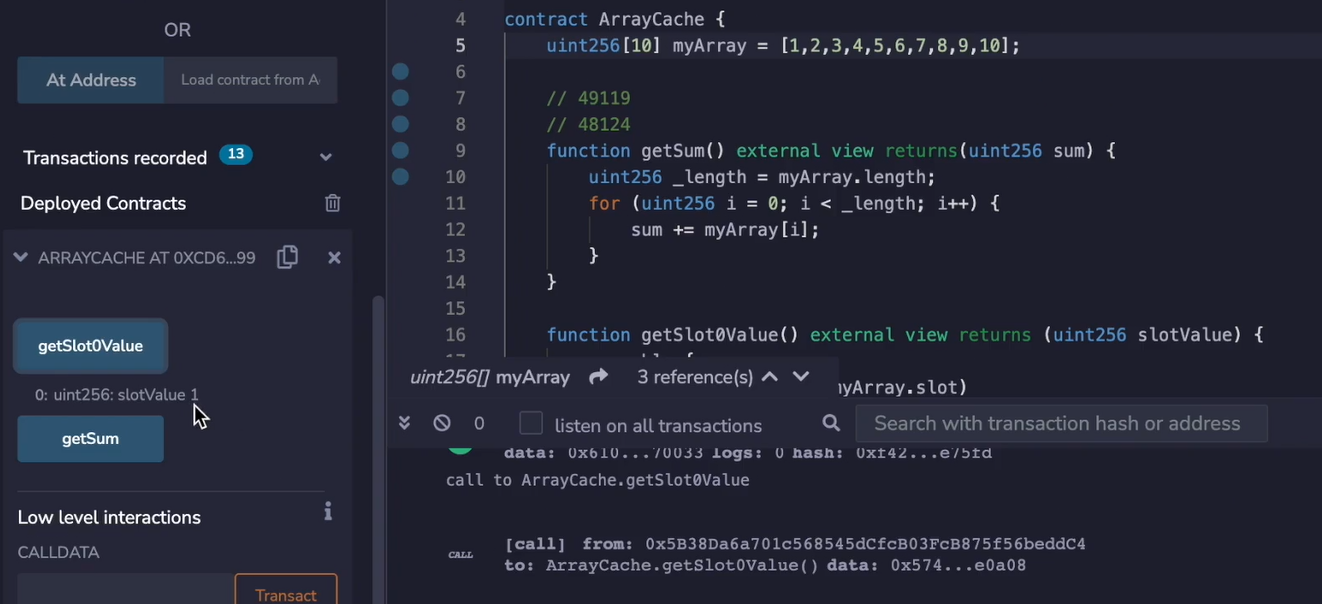 OR
At Address
Load contract from A
Transactions recorded 13
Deployed Contracts
ARRAYCACHE AT 0XCD6...99
getSlot0Value
0: uint256: slotValue 1
getSum
Low level interactions
CALLDATA
Transact
4 contract ArrayCache {
5 uint256[10] myArray = [1,2,3,4,5,6,7,8,9,10];
6
7 // 49119
8 // 48124
9 function getSum() external view returns(uint256 sum) {
10 uint256 _length = myArray.length;
11 for (uint256 i = 0; i < _length; i++) {
12 sum += myArray[i];
13 }
14 }
15
16 function getSlot0Value() external view returns (uint256 slotValue) {
uint256[] myArray 3 reference(s)
myArray.slot)
0 listen on all transactions
Search with transaction hash or address
data: 0x610...70033 logs: 0 hash: 0xf42...e75fd
call to ArrayCache.getSlot0Value
CALL [call] from: 0x5B38Da6a701c568545dCfcB03FcB875f56beddC4
to: ArrayCache.getSlot0Value() data: 0x574...e0a08